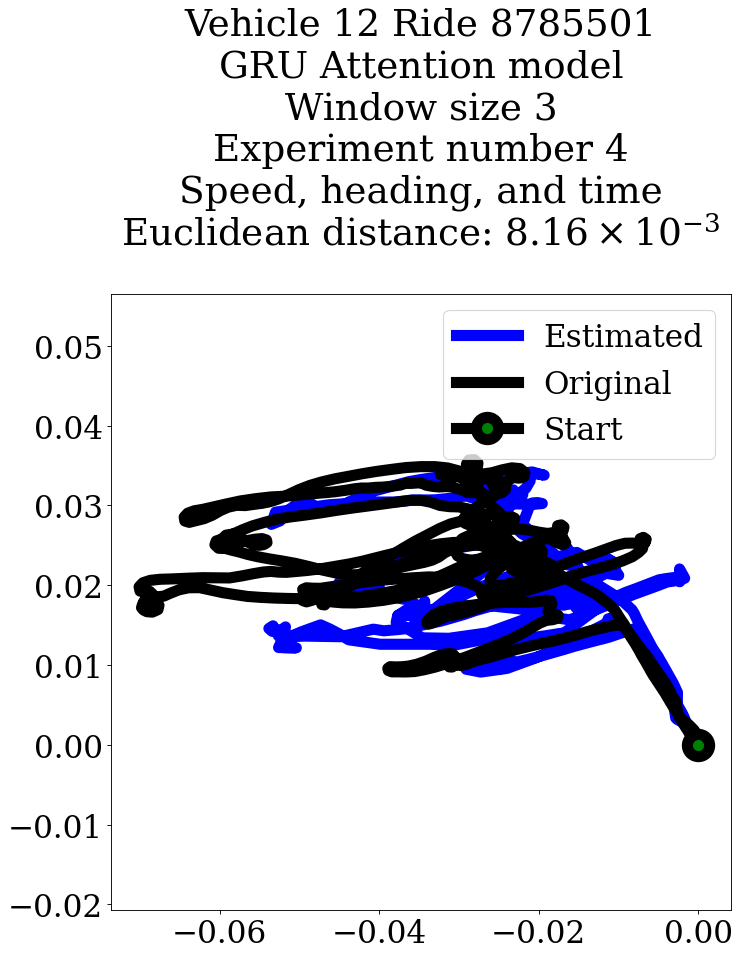 Vehicle 12 Ride 8785501
GRU Attention model
Window size 3
Experiment number 4
Speed, heading, and time
Euclidean distance: 8.16 × 10⁻³
Estimated
Original
Start
0.05
0.04
0.03
0.02
0.01
0.00
−0.01
−0.02
−0.06 −0.04 −0.02 0.00